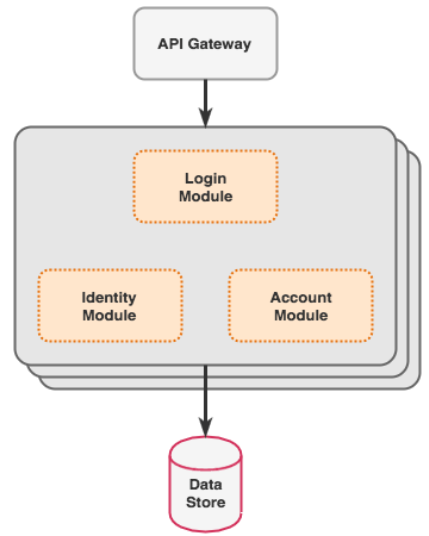 API Gateway
Login
Module
Identity
Module
Account
Module
Data
Store